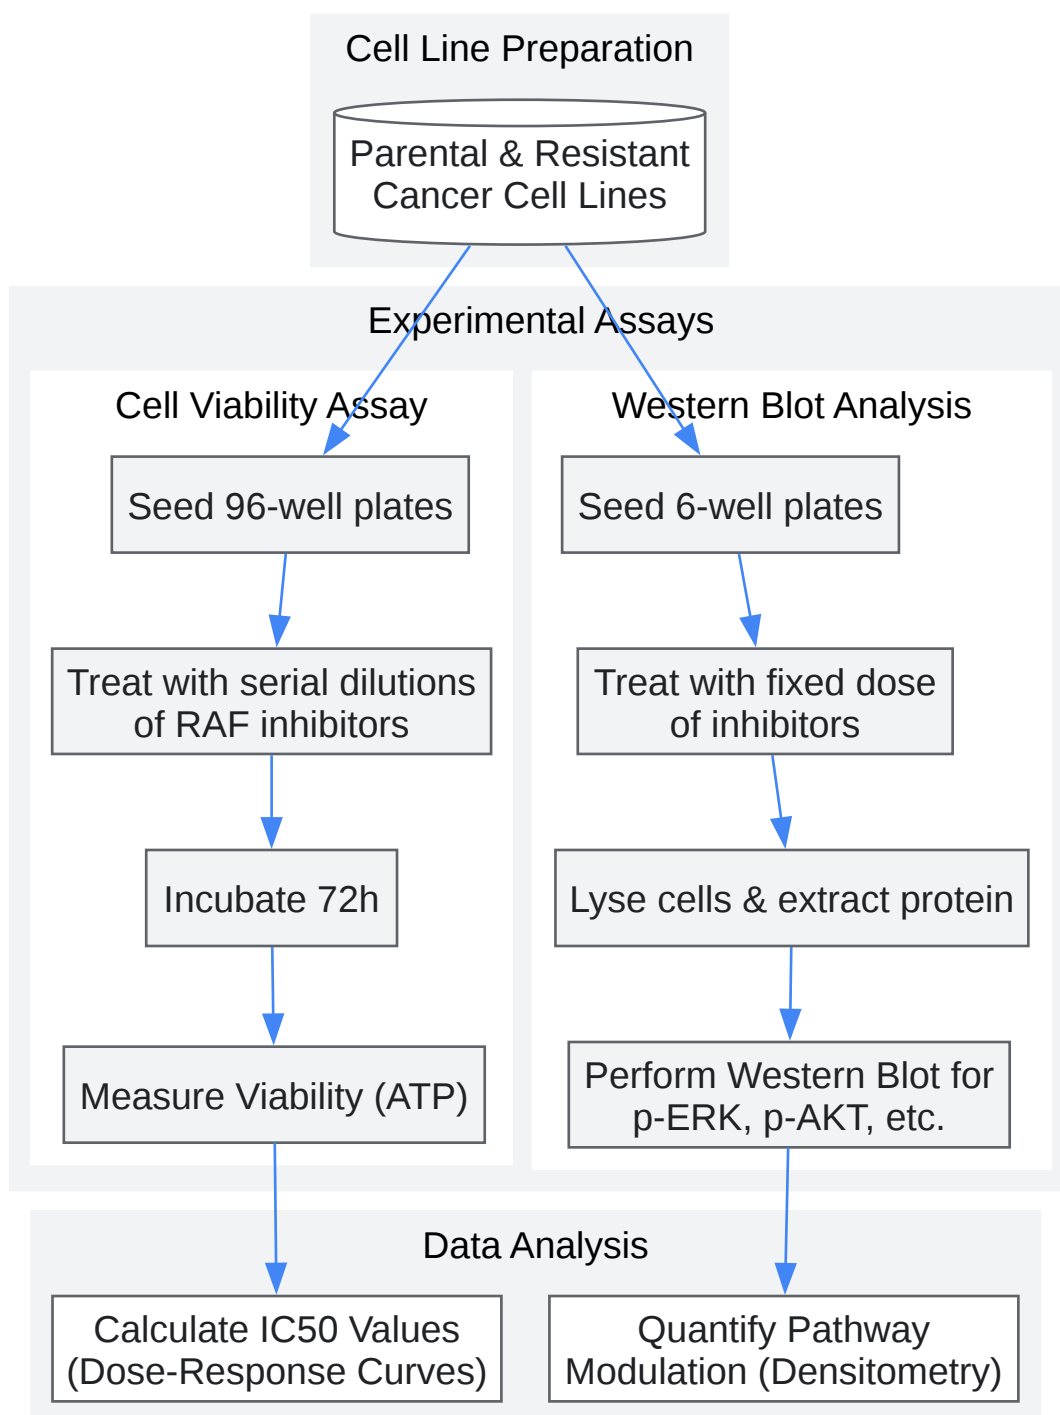 Cell Line Preparation
Parental & Resistant
Cancer Cell Lines
Experimental Assays
Cell Viability Assay
Seed 96-well plates
Treat with serial dilutions
of RAF inhibitors
Incubate 72h
Measure Viability (ATP)
Western Blot Analysis
Seed 6-well plates
Treat with fixed dose
of inhibitors
Lyse cells & extract protein
Perform Western Blot for
p-ERK, p-AKT, etc.
Data Analysis
Calculate IC50 Values
(Dose-Response Curves)
Quantify Pathway
Modulation (Densitometry)